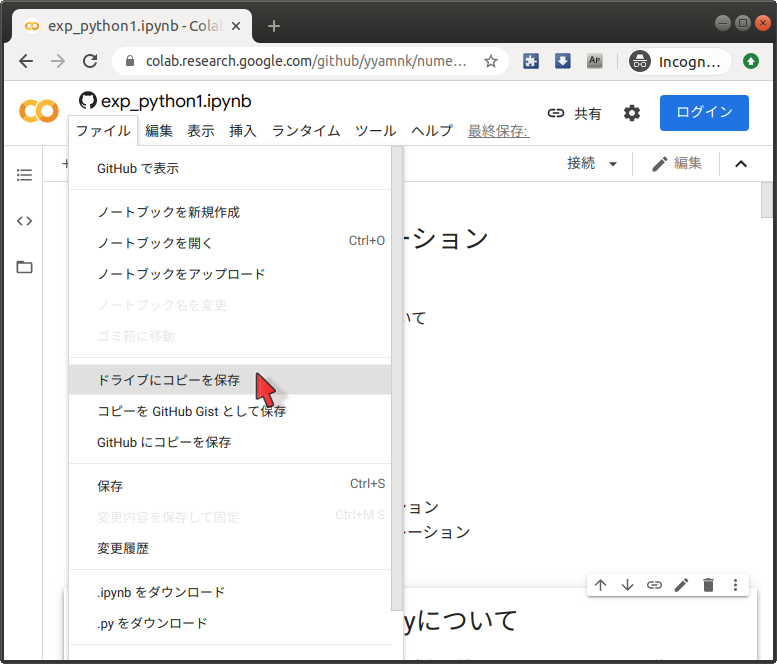 exp_python1.ipynb - Cola
colab.research.google.com/github/yyamnk/nume...
AP
Incogn...
exp_python1.ipynb
共有
ログイン
ファイル 編集 表示 挿入 ランタイム ツール ヘルプ 最終保存:
接続
編集
GitHub で表示
ノートブックを新規作成
ノートブックを開く Ctrl+O
ーション
ノートブックをアップロード
ノートブック名を変更
いて
ゴミ箱に移動
ドライブにコピーを保存
コピーを GitHub Gist として保存
GitHub にコピーを保存
保存 Ctrl+S
ョン
変更内容を保存して固定 Ctrl+M S
レーション
変更履歴
.ipynb をダウンロード
.py をダウンロード
yについて